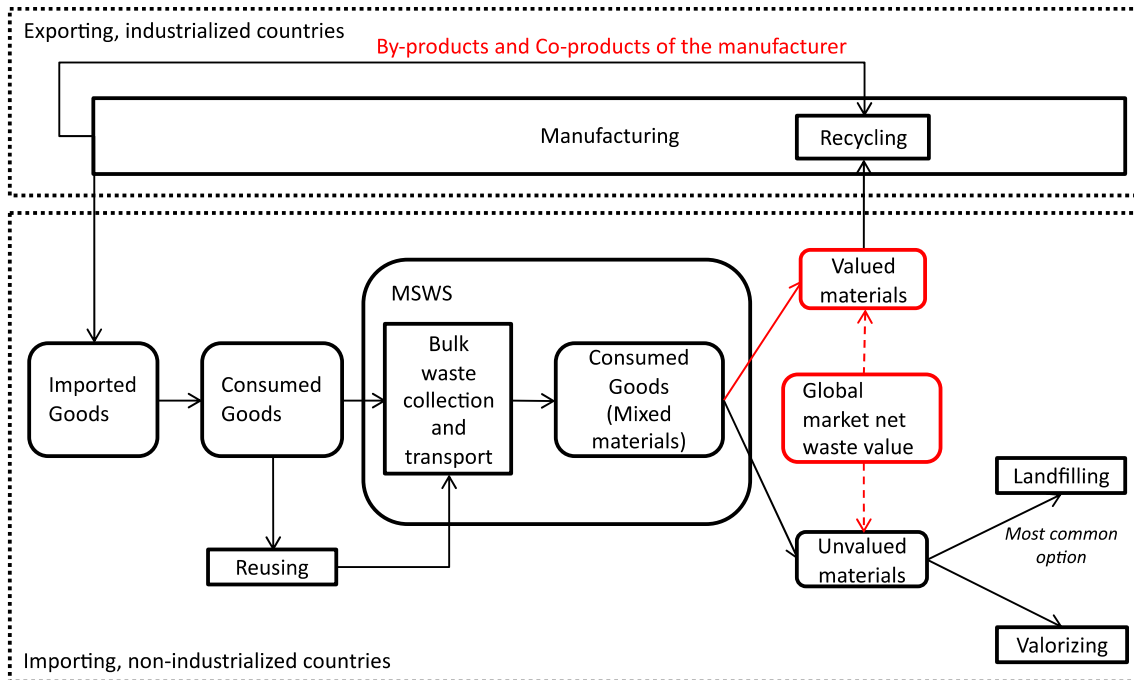 Exporting, industrialized countries
By-products and Co-products of the manufacturer
Manufacturing
Recycling
Valued
materials
MSWS
Imported
Goods
Consumed
Goods
Bulk
waste
collection
and
transport
Consumed
Goods
(Mixed
materials)
Global
market net
waste value
Landfilling
Most common
option
Reusing
Unvalued
materials
Valorizing
Importing, non-industrialized countries